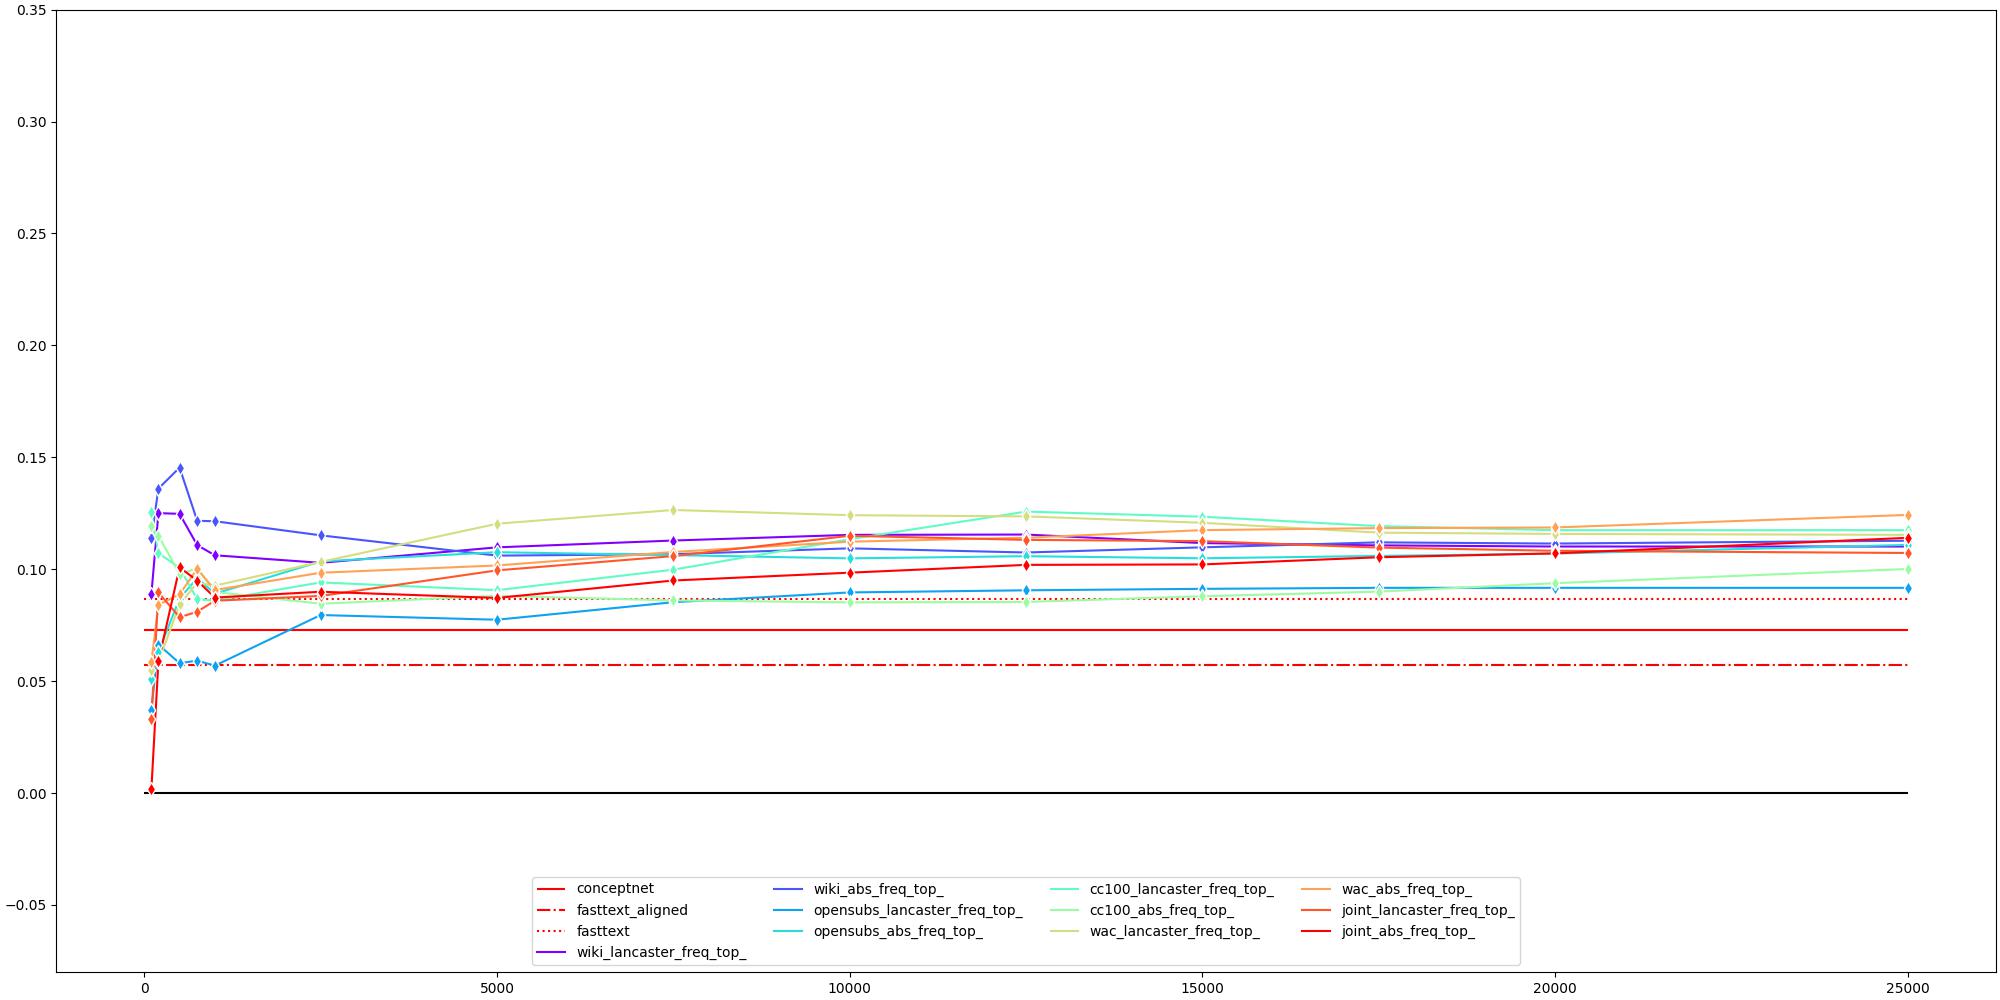 0.35
0.30
0.25
0.20
0.15
0.10
0.05
0.00
−0.05
conceptnet
fasttext_aligned
fasttext
wiki_lancaster_freq_top_
wiki_abs_freq_top_
opensubs_lancaster_freq_top_
opensubs_abs_freq_top_
cc100_lancaster_freq_top_
cc100_abs_freq_top_
wac_lancaster_freq_top_
wac_abs_freq_top_
joint_lancaster_freq_top_
joint_abs_freq_top_
0 5000 10000 15000 20000 25000